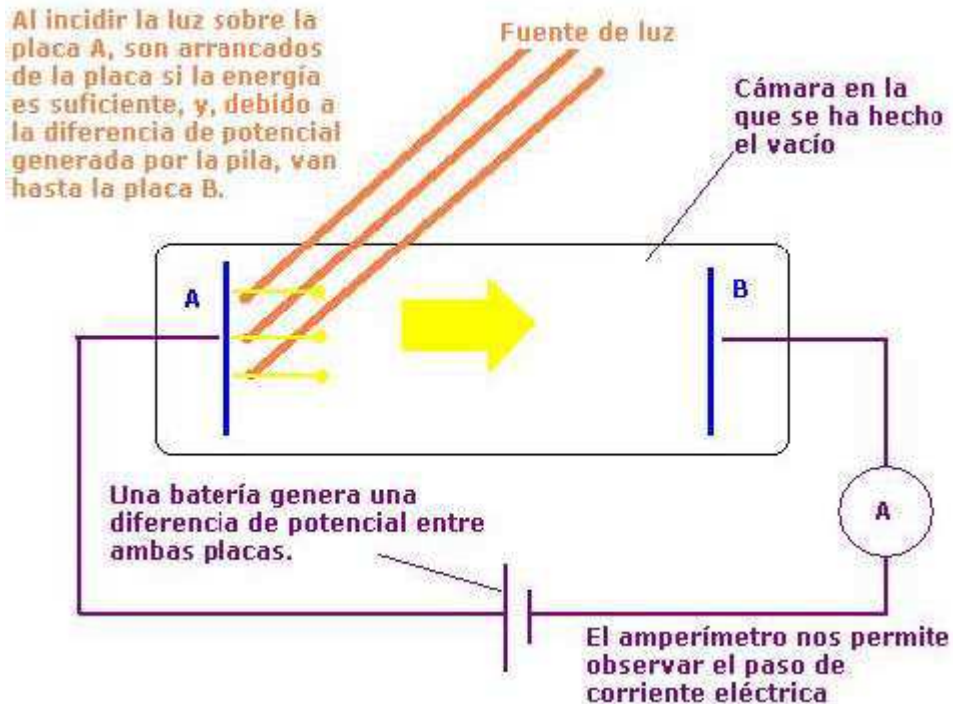 Al incidir la luz sobre la
placa A, son arrancados
de la placa si la energía
es suficiente, y, debido a
la diferencia de potencial
generada por la pila, van
hasta la placa B.
Fuente de luz
Cámara en la
que se ha hecho
el vacío
A
B
Una batería genera una
diferencia de potencial entre
ambas placas.
A
El amperímetro nos permite
observar el paso de
corriente eléctrica